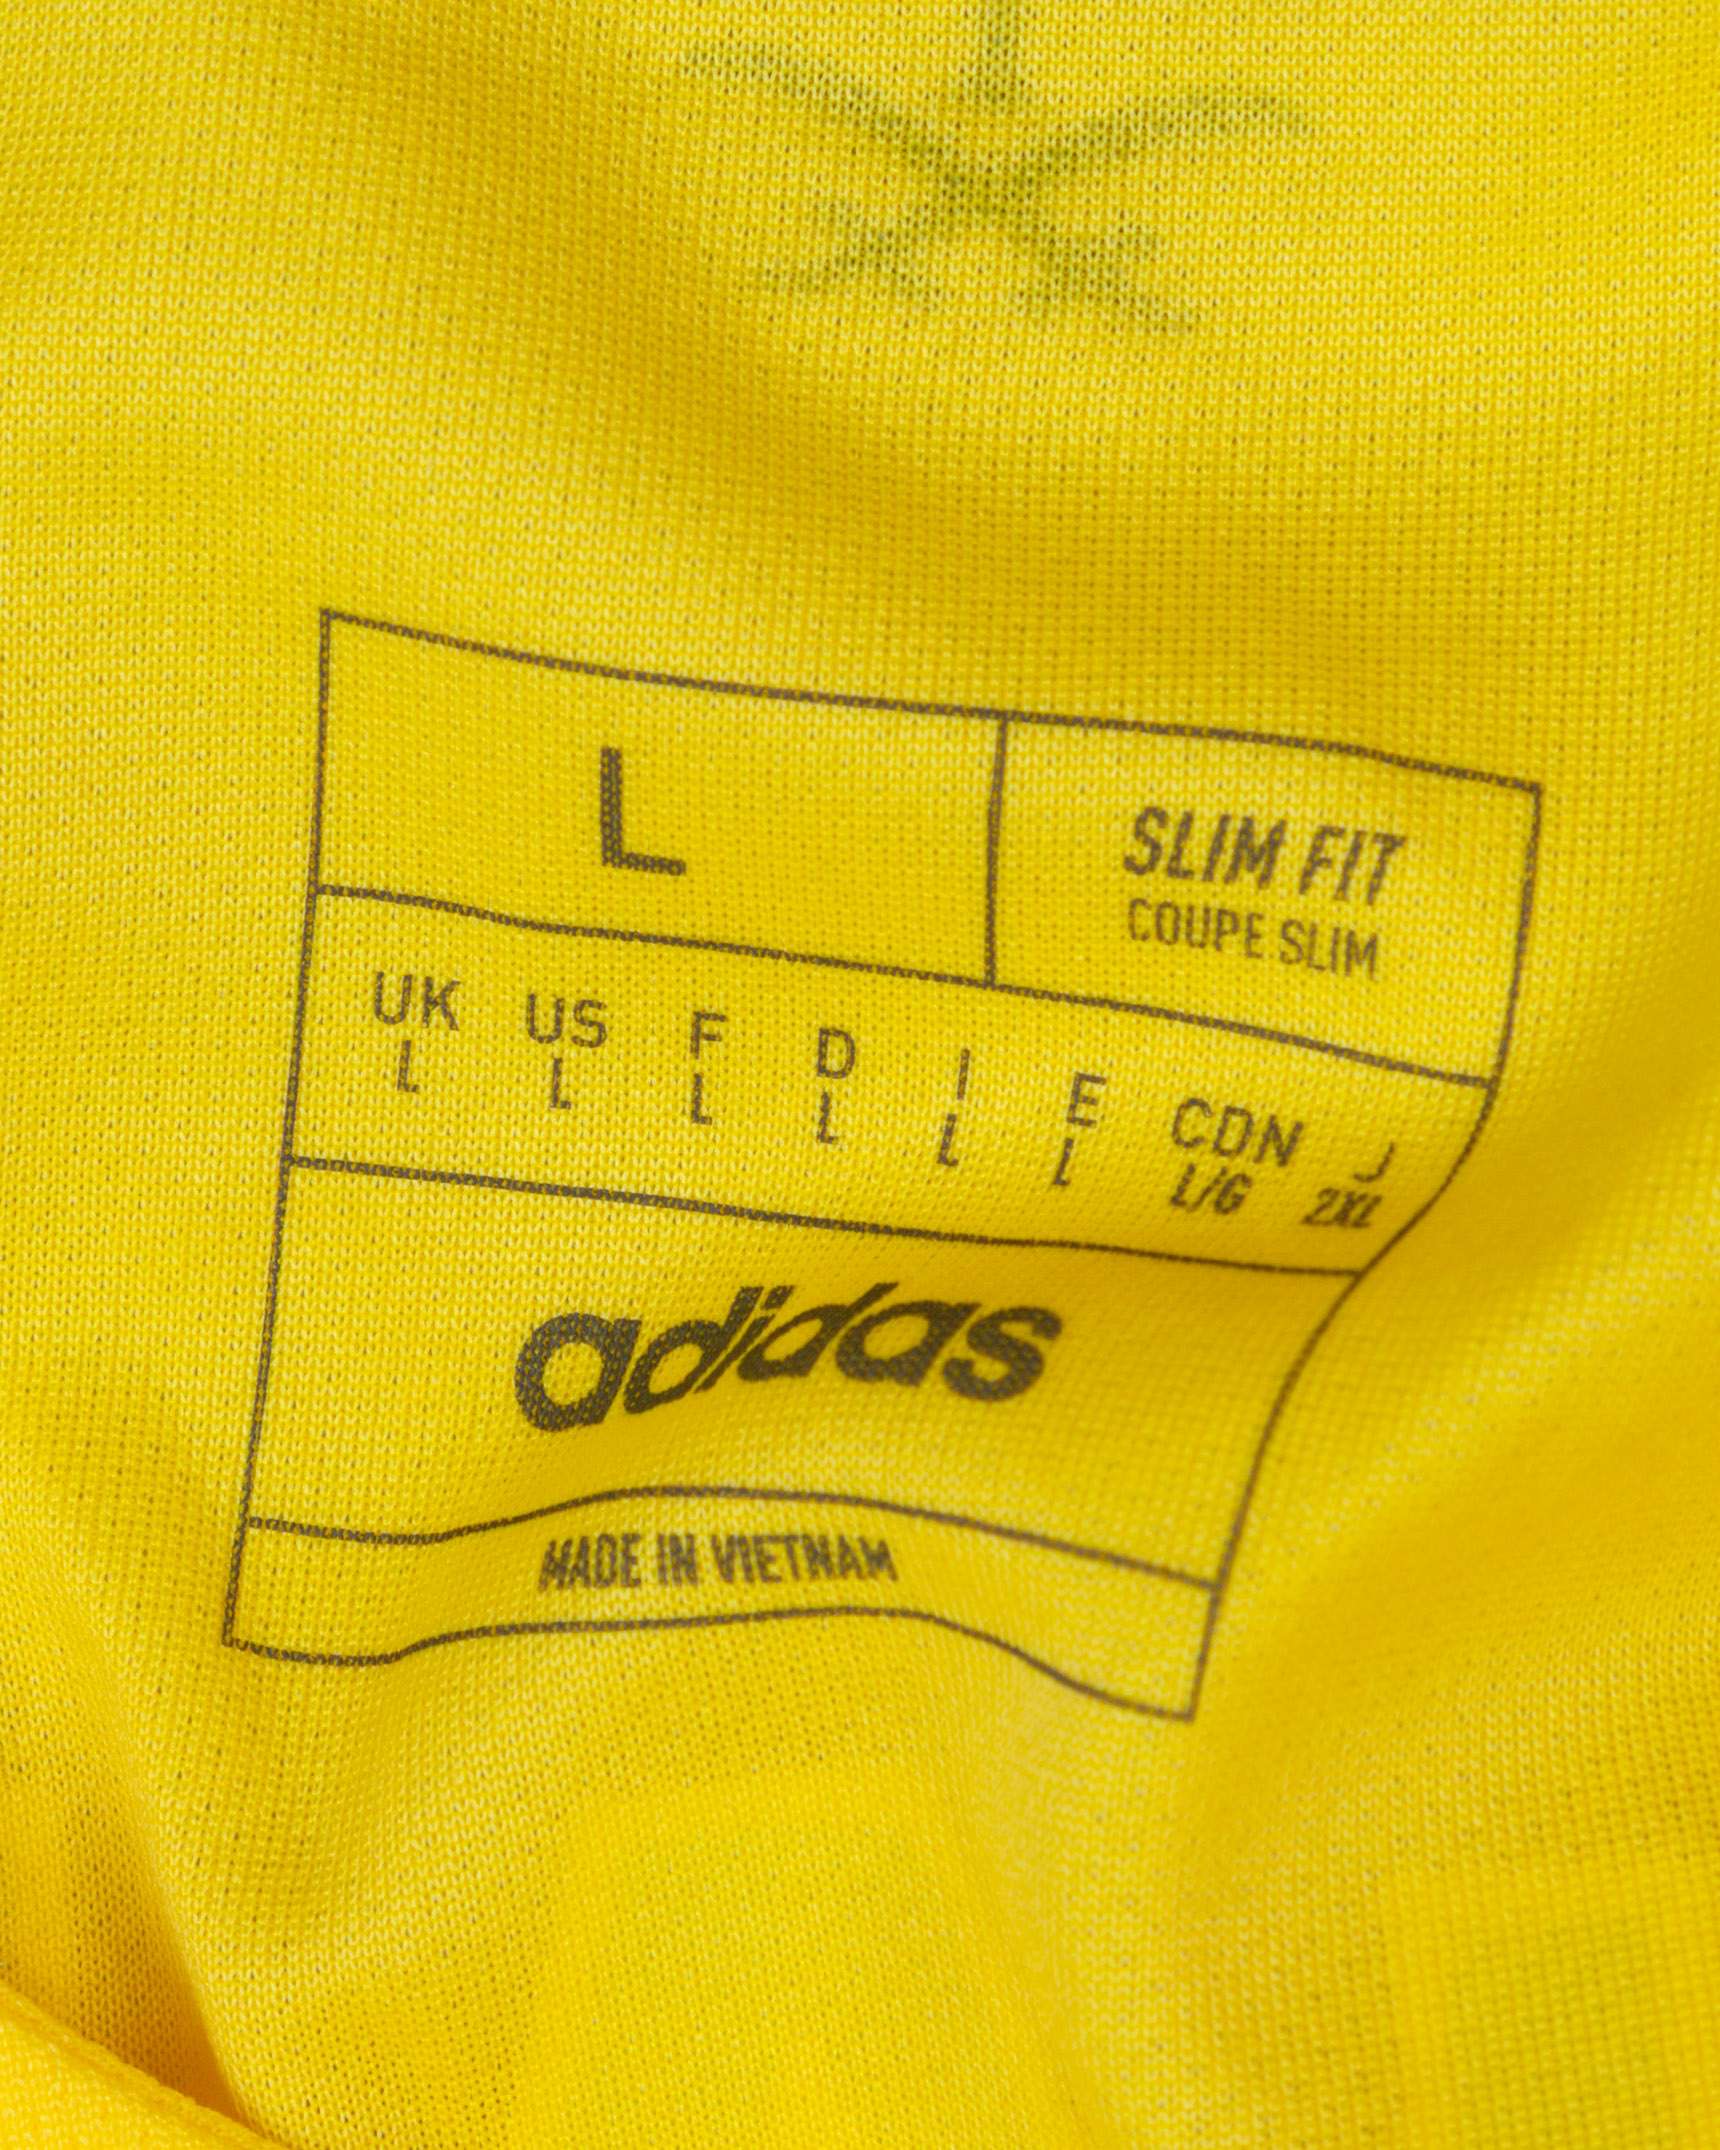 L
SLIM FIT
COUPE SLIM
UK US F D I E CDN J
L L L L L L L/G 2XL
adidas
MADE IN VIETNAM